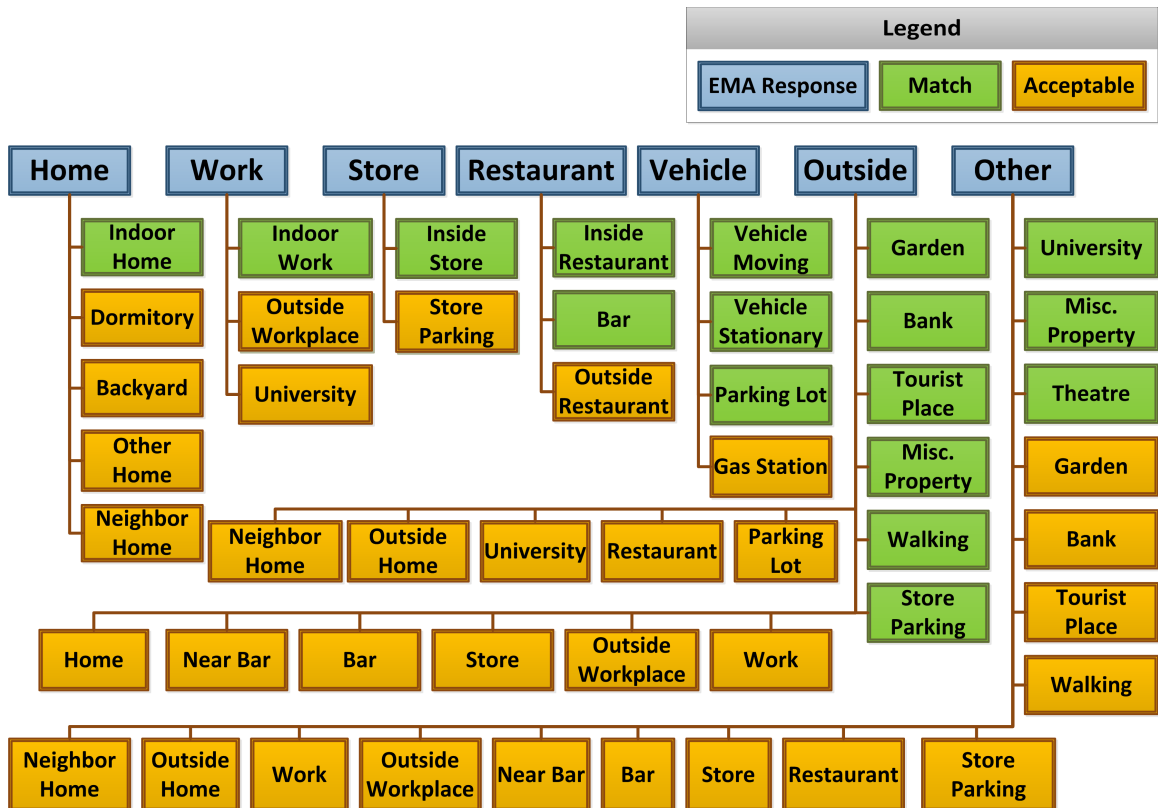 Legend
EMA Response
Match
Acceptable
Home
Work
Store
Restaurant
Vehicle
Outside
Other
Indoor
Home
Indoor
Work
Inside
Store
Inside
Restaurant
Vehicle
Moving
Garden
University
Dormitory
Outside
Workplace
Store
Parking
Bar
Vehicle
Stationary
Bank
Misc.
Property
Backyard
University
Outside
Restaurant
Parking Lot
Tourist
Place
Theatre
Other
Home
Gas Station
Misc.
Property
Garden
Neighbor
Home
Neighbor
Home
Outside
Home
University
Restaurant
Parking
Lot
Walking
Bank
Store
Parking
Tourist
Place
Home
Near Bar
Bar
Store
Outside
Workplace
Work
Walking
Neighbor
Home
Outside
Home
Work
Outside
Workplace
Near Bar
Bar
Store
Restaurant
Store
Parking